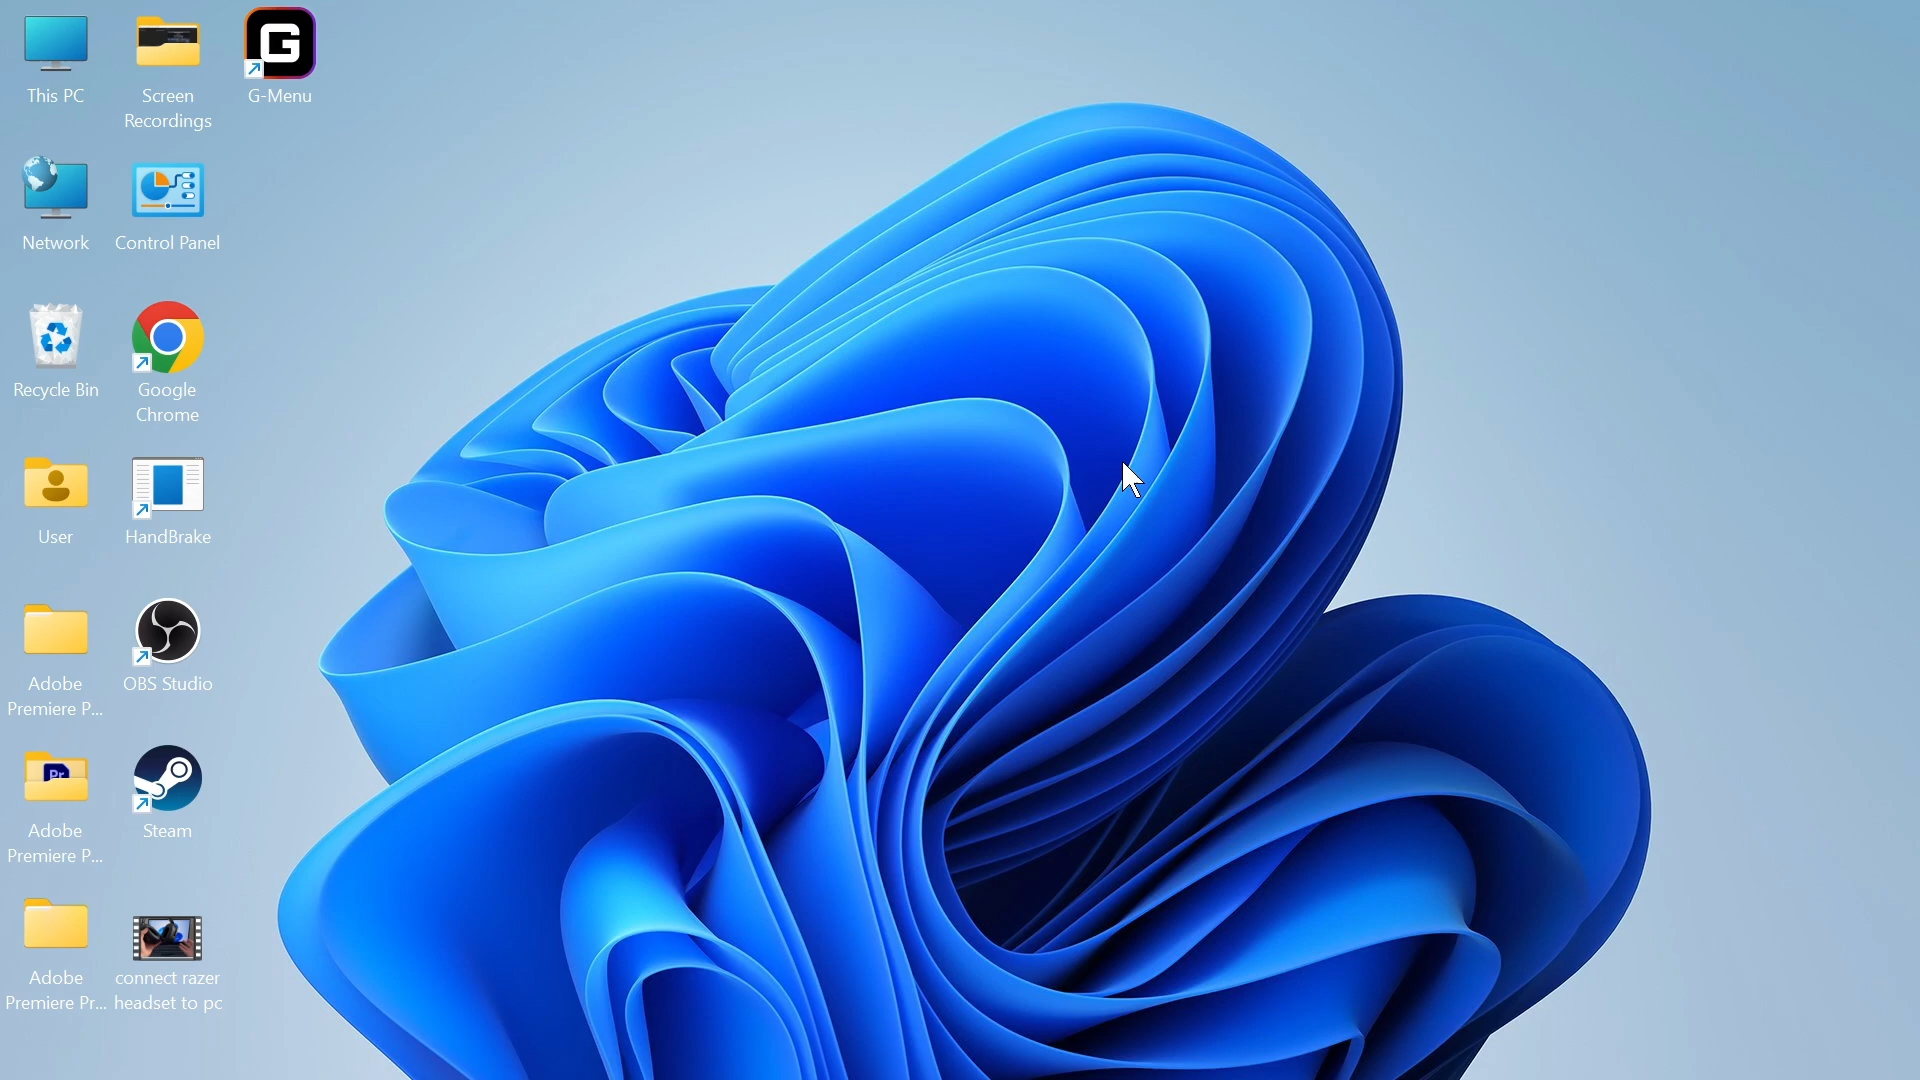 This PC
Screen
Recordings
G
G-Menu
Network
Control Panel
Recycle Bin
Google
Chrome
User
HandBrake
Adobe
Premiere P...
OBS Studio
Pr
Adobe
Premiere P...
Steam
Adobe
Premiere Pr...
connect razer
headset to pc